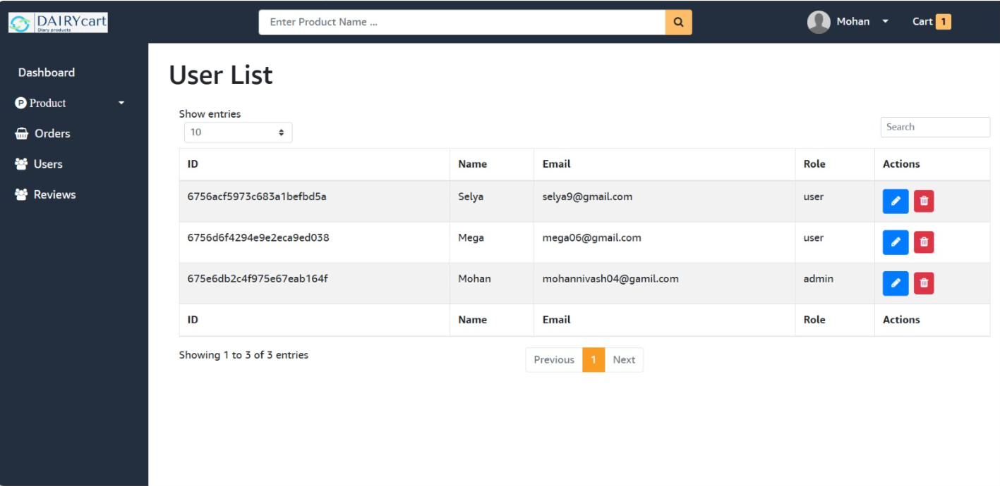 DAIRYcart
Diary products
Enter Product Name ...
Mohan
Cart 1
Dashboard
P Product
Orders
Users
Reviews
User List
Show entries
10
Search
ID Name Email Role Actions
6756acf5973c683a1befbd5a Selya selya9@gmail.com user
6756d6f4294e9e2eca9ed038 Mega mega06@gmail.com user
675e6db2c4f975e67eab164f Mohan mohannivash04@gamil.com admin
ID Name Email Role Actions
Showing 1 to 3 of 3 entries
Previous 1 Next